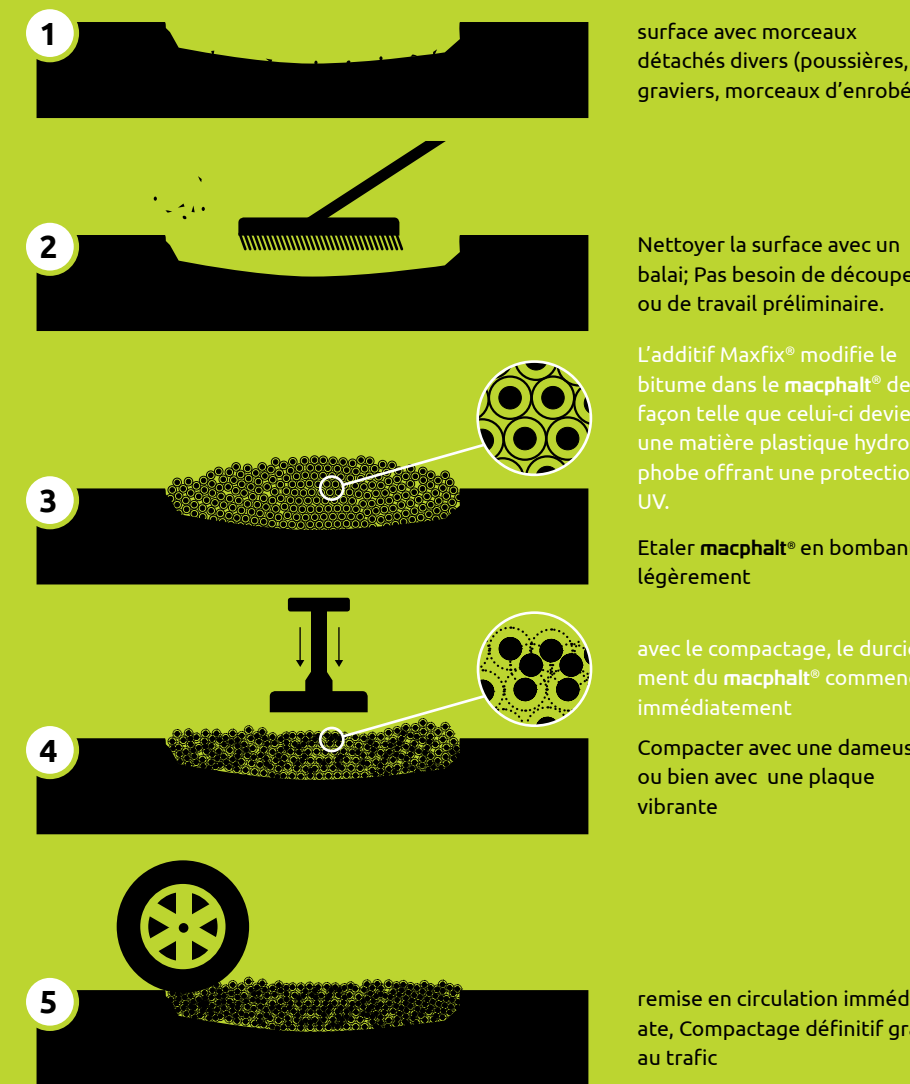 1
surface avec morceaux
détachés divers (poussières,
graviers, morceaux d’enrobé
2
Nettoyer la surface avec un
balai; Pas besoin de découpe
ou de travail préliminaire.
L’additif Maxfix® modifie le
bitume dans le macphalt® de
façon telle que celui-ci devie
une matière plastique hydro
phobe offrant une protectio
UV.
3
Etaler macphalt® en bomban
légèrement
avec le compactage, le durci
ment du macphalt® commen
immédiatement
4
Compacter avec une dameus
ou bien avec une plaque
vibrante
5
remise en circulation imméd
ate, Compactage définitif gr
au trafic